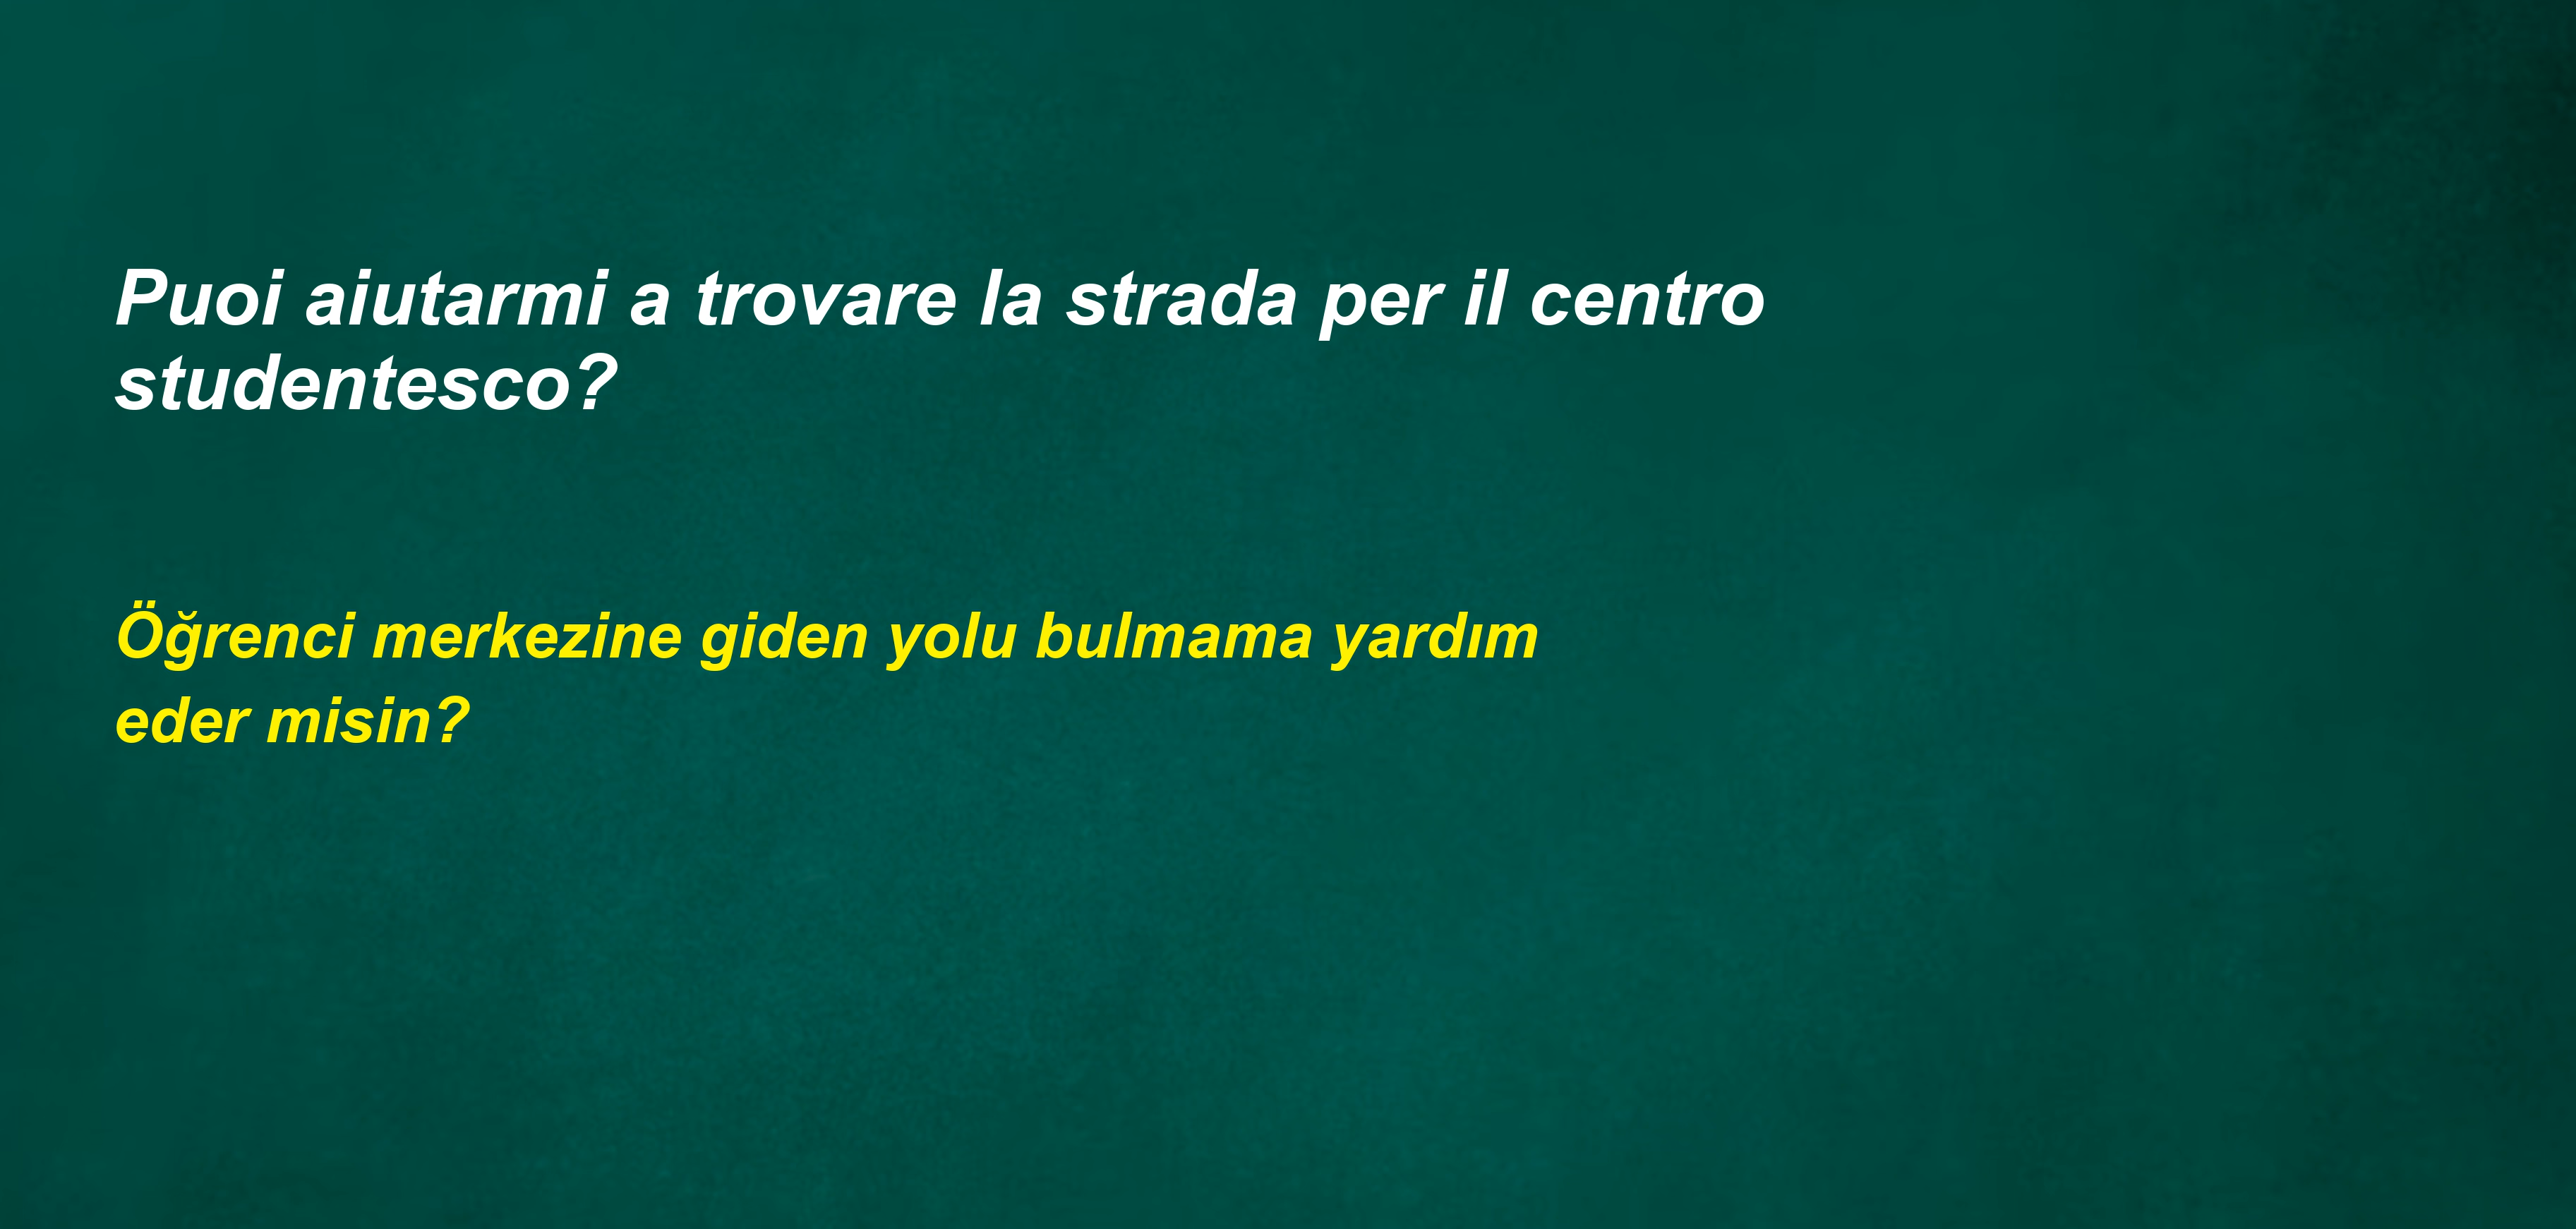 Puoi aiutarmi a trovare la strada per il centro
studentesco?
Öğrenci merkezine giden yolu bulmama yardım
eder misin?